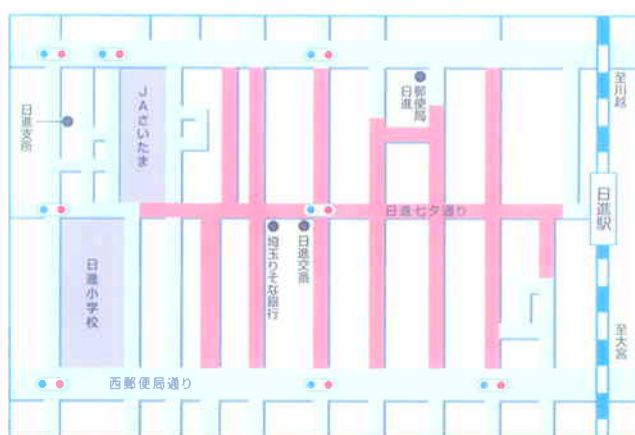 至川越
日進郵便局
JAさいたま
日進支所
日進駅
日進七夕通り
日進交番
埼玉りそな銀行
日進小学校
至大宮
西郵便局通り